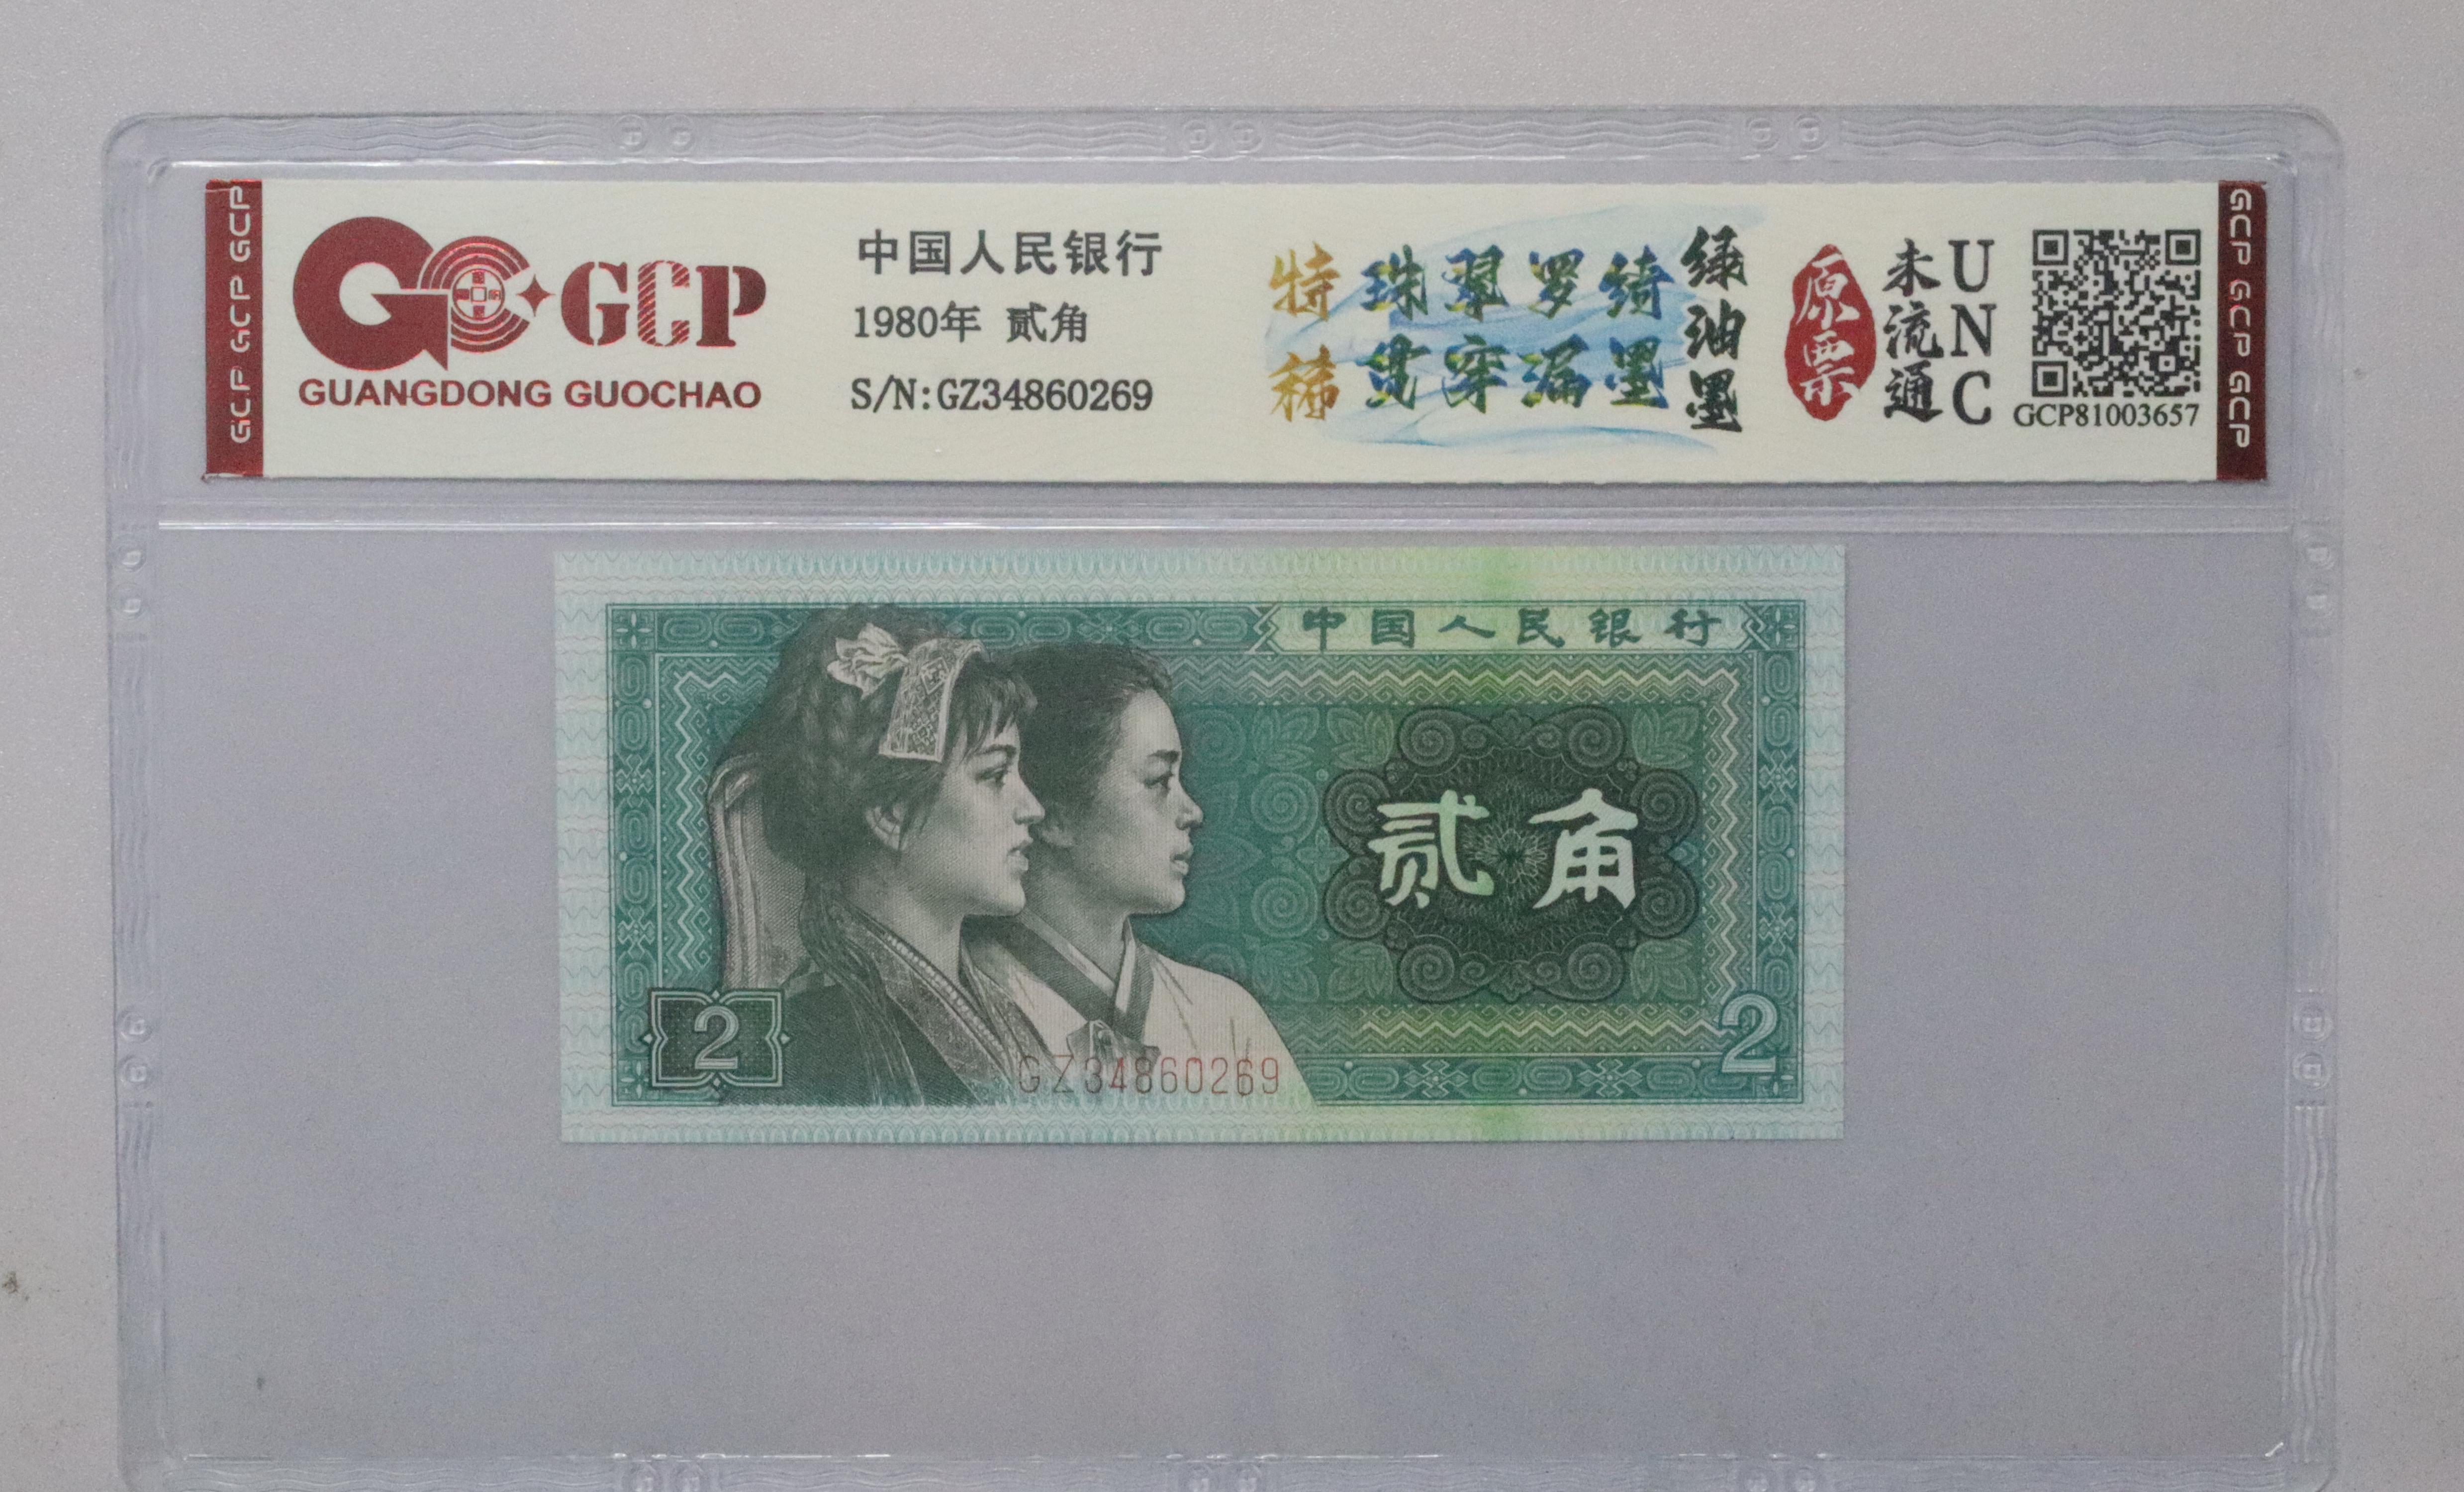 GCP GCP GCP
GCP
GUANGDONG GUOCHAO
中国人民银行
1980年 贰角
S/N:GZ34860269
特稀
珠翠罗绮
贯穿漏墨
绿油墨
原票
未流通
UNC
GCP81003657
GCP GCP GCP
中国人民银行
贰角
2
2
GZ34860269